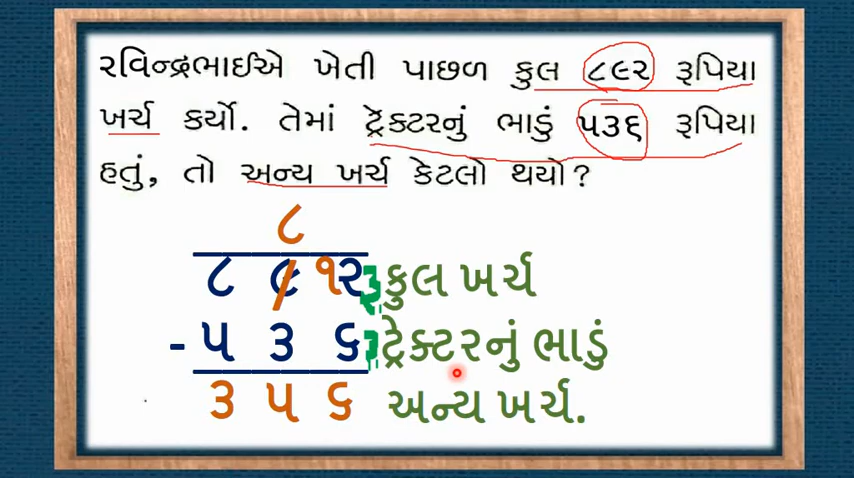 રવિન્દ્રભાઈએ ખેતી પાછળ કુલ ૮૯૨ રૂપિયા
ખર્ચ કર્યો. તેમાં ટ્રેક્ટરનું ભાડું ૫૩૬ રૂપિયા
હતું, તો અન્ય ખર્ચ કેટલો થયો?
૮
૮ ૯ ૧૨ રૂ કુલ ખર્ચ
- ૫ ૩ ૬ રૂ ટ્રેક્ટરનું ભાડું
૩ ૫ ૬ અન્ય ખર્ચ.